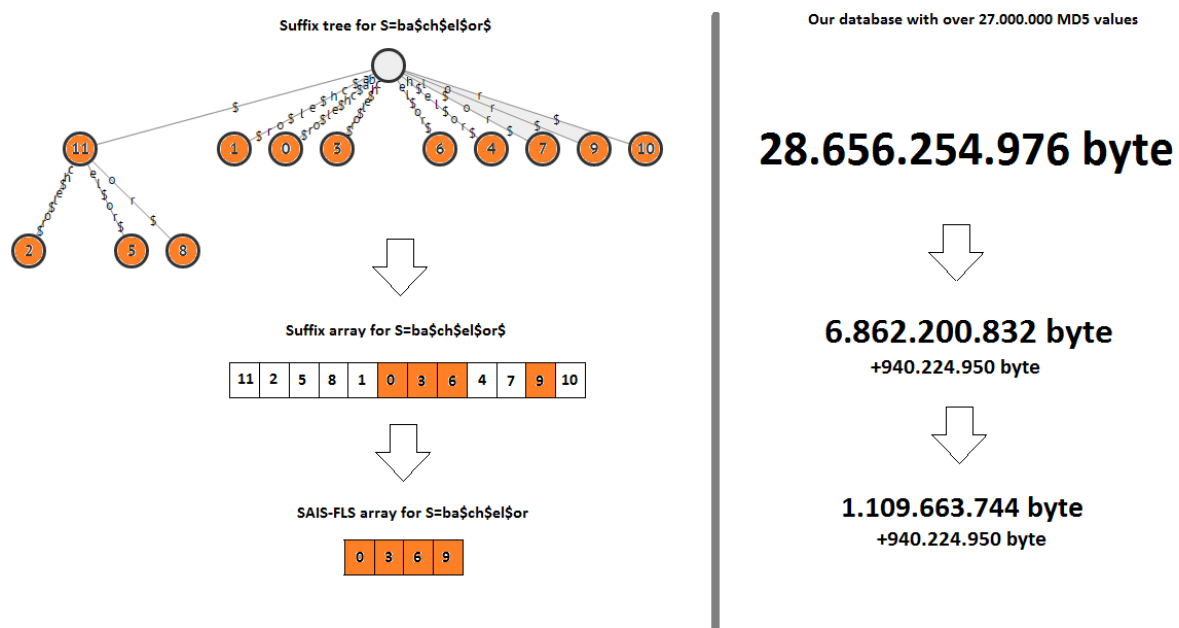 Suffix tree for S=ba$ch$el$or$
$
11
1
0
3
6
4
7
9
10
2
5
8
Suffix array for S=ba$ch$el$or$
11 2 5 8 1 0 3 6 4 7 9 10
SAIS-FLS array for S=ba$ch$el$or
0 3 6 9
Our database with over 27.000.000 MD5 values
28.656.254.976 byte
6.862.200.832 byte
+940.224.950 byte
1.109.663.744 byte
+940.224.950 byte